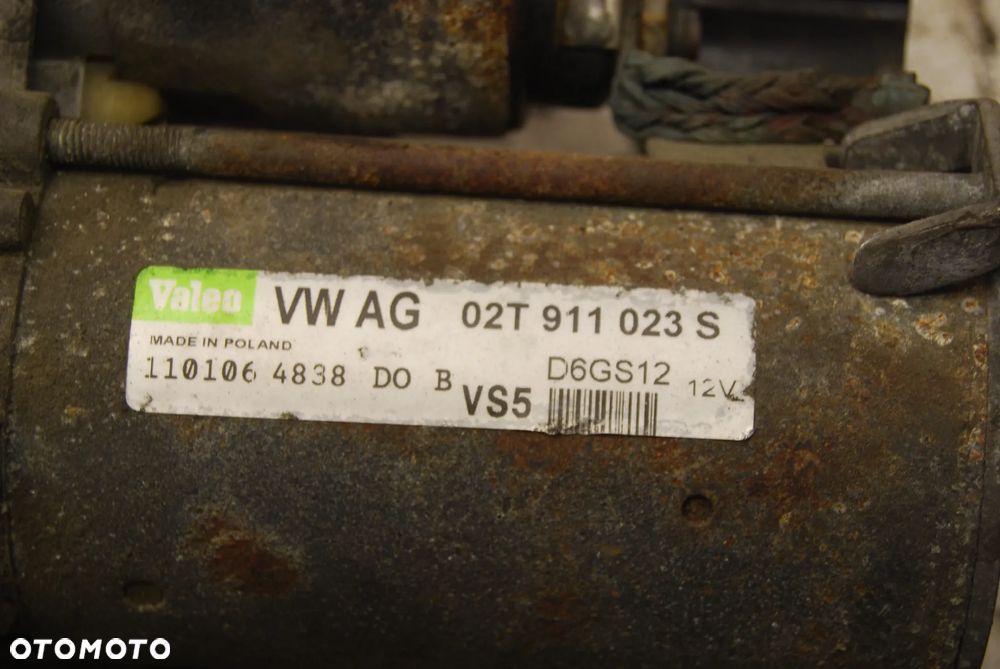 Valeo VW AG 02T 911 023 S
MADE IN POLAND
110106 4838 DO B VS5 D6GS12 12V
OTOMOTO